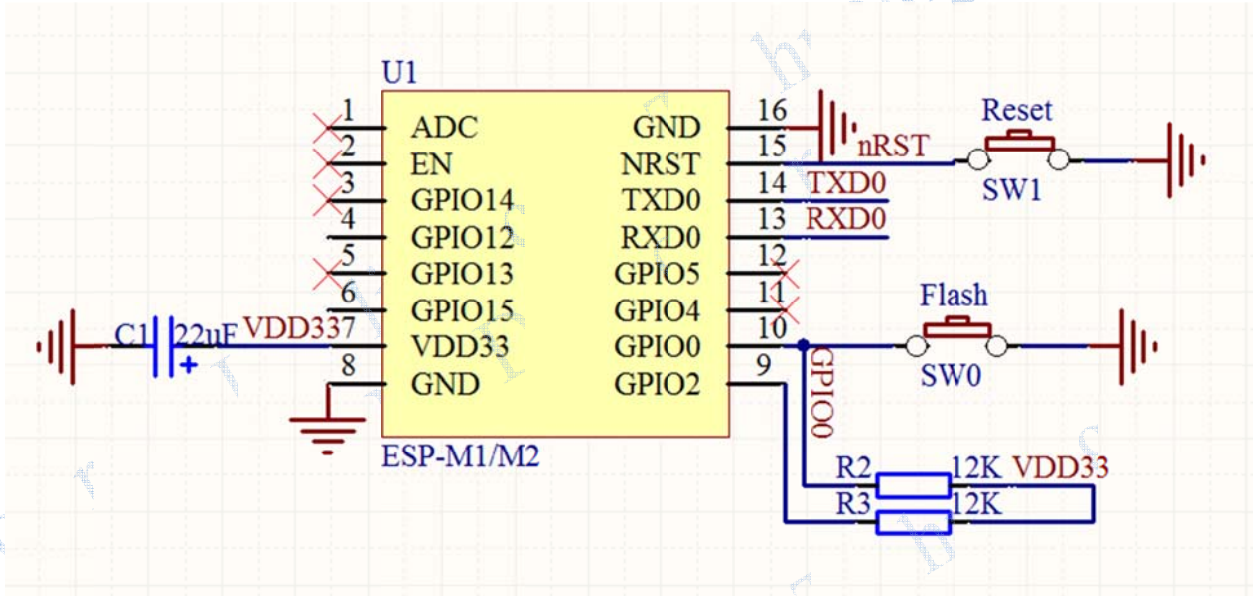 U1
1 ADC GND 16
2 EN NRST 15 nRST
3 GPIO14 TXD0 14 TXD0
4 GPIO12 RXD0 13 RXD0
5 GPIO13 GPIO5 12
6 GPIO15 GPIO4 11
C1 22uF VDD33 7 VDD33 GPIO0 10
+
8 GND GPIO2 9
ESP-M1/M2
Reset
SW1
Flash
SW0
GPIO0
R2 12K VDD33
R3 12K